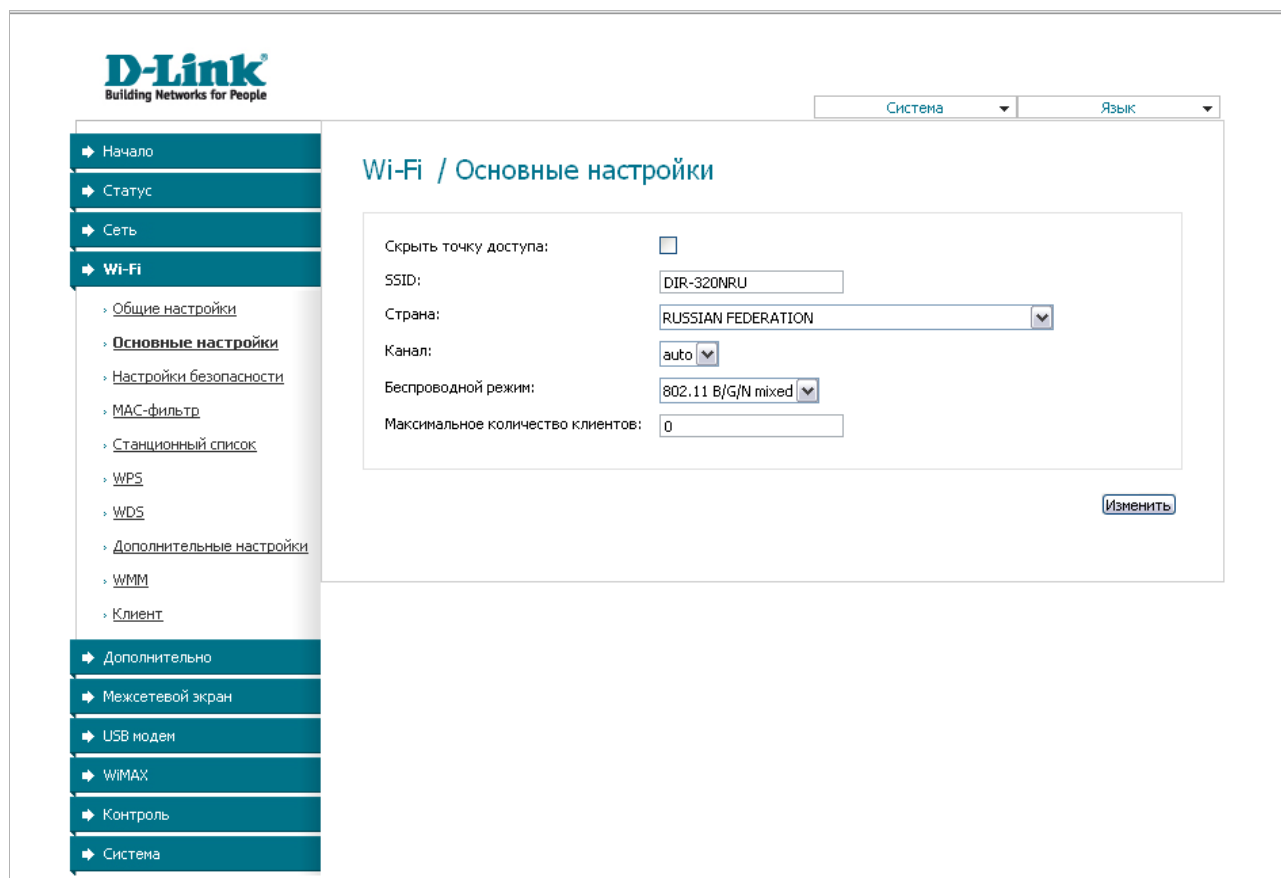 D-Link
Building Networks for People
Система
Язык
Начало
Статус
Сеть
Wi-Fi
Общие настройки
Основные настройки
Настройки безопасности
MAC-фильтр
Станционный список
WPS
WDS
Дополнительные настройки
WMM
Клиент
Дополнительно
Межсетевой экран
USB модем
WiMAX
Контроль
Система
Wi-Fi / Основные настройки
Скрыть точку доступа:
SSID: DIR-320NRU
Страна: RUSSIAN FEDERATION
Канал: auto
Беспроводной режим: 802.11 B/G/N mixed
Максимальное количество клиентов: 0
Изменить